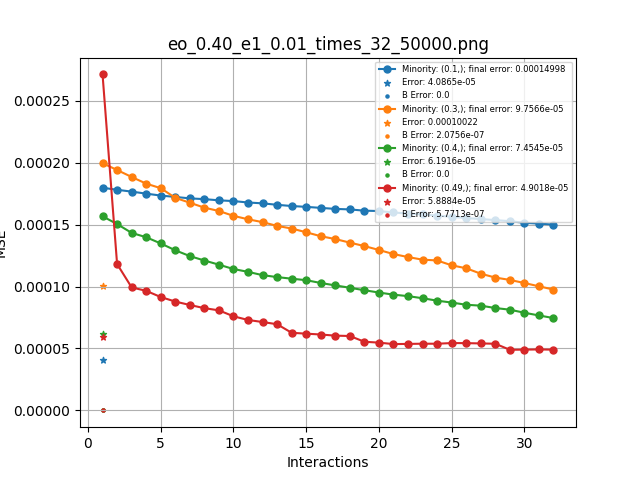 eo_0.40_e1_0.01_times_32_50000.png
Minority: (0.1,); final error: 0.00014998
Error: 4.0865e-05
B Error: 0.0
Minority: (0.3,); final error: 9.7566e-05
Error: 0.00010022
B Error: 2.0756e-07
Minority: (0.4,); final error: 7.4545e-05
Error: 6.1916e-05
B Error: 0.0
Minority: (0.49,); final error: 4.9018e-05
Error: 5.8884e-05
B Error: 5.7713e-07
0.00025
0.00020
0.00015
0.00010
0.00005
0.00000
MSE
0 5 10 15 20 25 30
Interactions